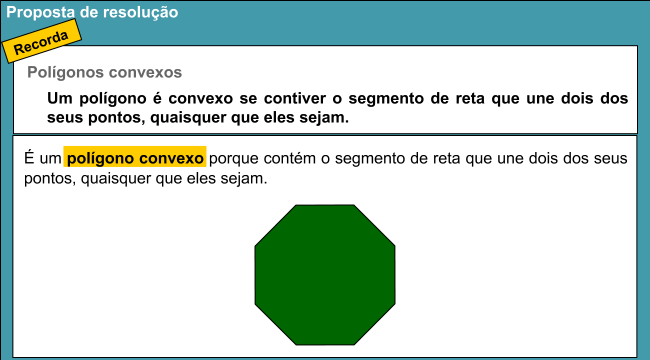 Proposta de resolução
Recorda
Polígonos convexos
Um polígono é convexo se contiver o segmento de reta que une dois dos
seus pontos, quaisquer que eles sejam.
É um polígono convexo porque contém o segmento de reta que une dois dos seus
pontos, quaisquer que eles sejam.